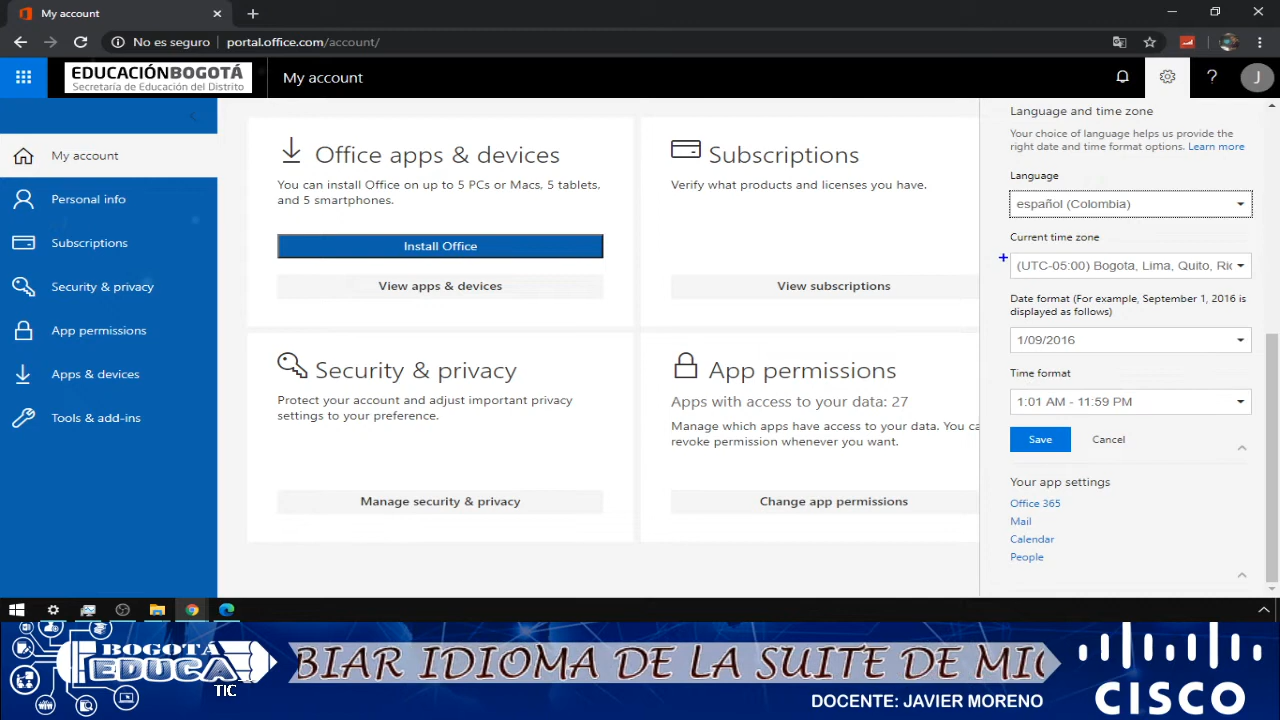 My account
No es seguro
portal.office.com/account/
EDUCACIÓNBOGOTÁ
Secretaría de Educación del Distrito
My account
?
J
My account
Personal info
Subscriptions
Security & privacy
App permissions
Apps & devices
Tools & add-ins
Office apps & devices
You can install Office on up to 5 PCs or Macs, 5 tablets,
and 5 smartphones.
Install Office
View apps & devices
Subscriptions
Verify what products and licenses you have.
View subscriptions
Security & privacy
Protect your account and adjust important privacy
settings to your preference.
Manage security & privacy
App permissions
Apps with access to your data: 27
Manage which apps have access to your data. You ca
revoke permission whenever you want.
Change app permissions
Language and time zone
Your choice of language helps us provide the
right date and time format options. Learn more
Language
español (Colombia)
Current time zone
(UTC-05:00) Bogota, Lima, Quito, Ric
Date format (For example, September 1, 2016 is
displayed as follows)
1/09/2016
Time format
1:01 AM - 11:59 PM
Save
Cancel
Your app settings
Office 365
Mail
Calendar
People
BOGOTÁ
EDUCA
TIC
BIAR IDIOMA DE LA SUITE DE MIC
DOCENTE: JAVIER MORENO
CISCO